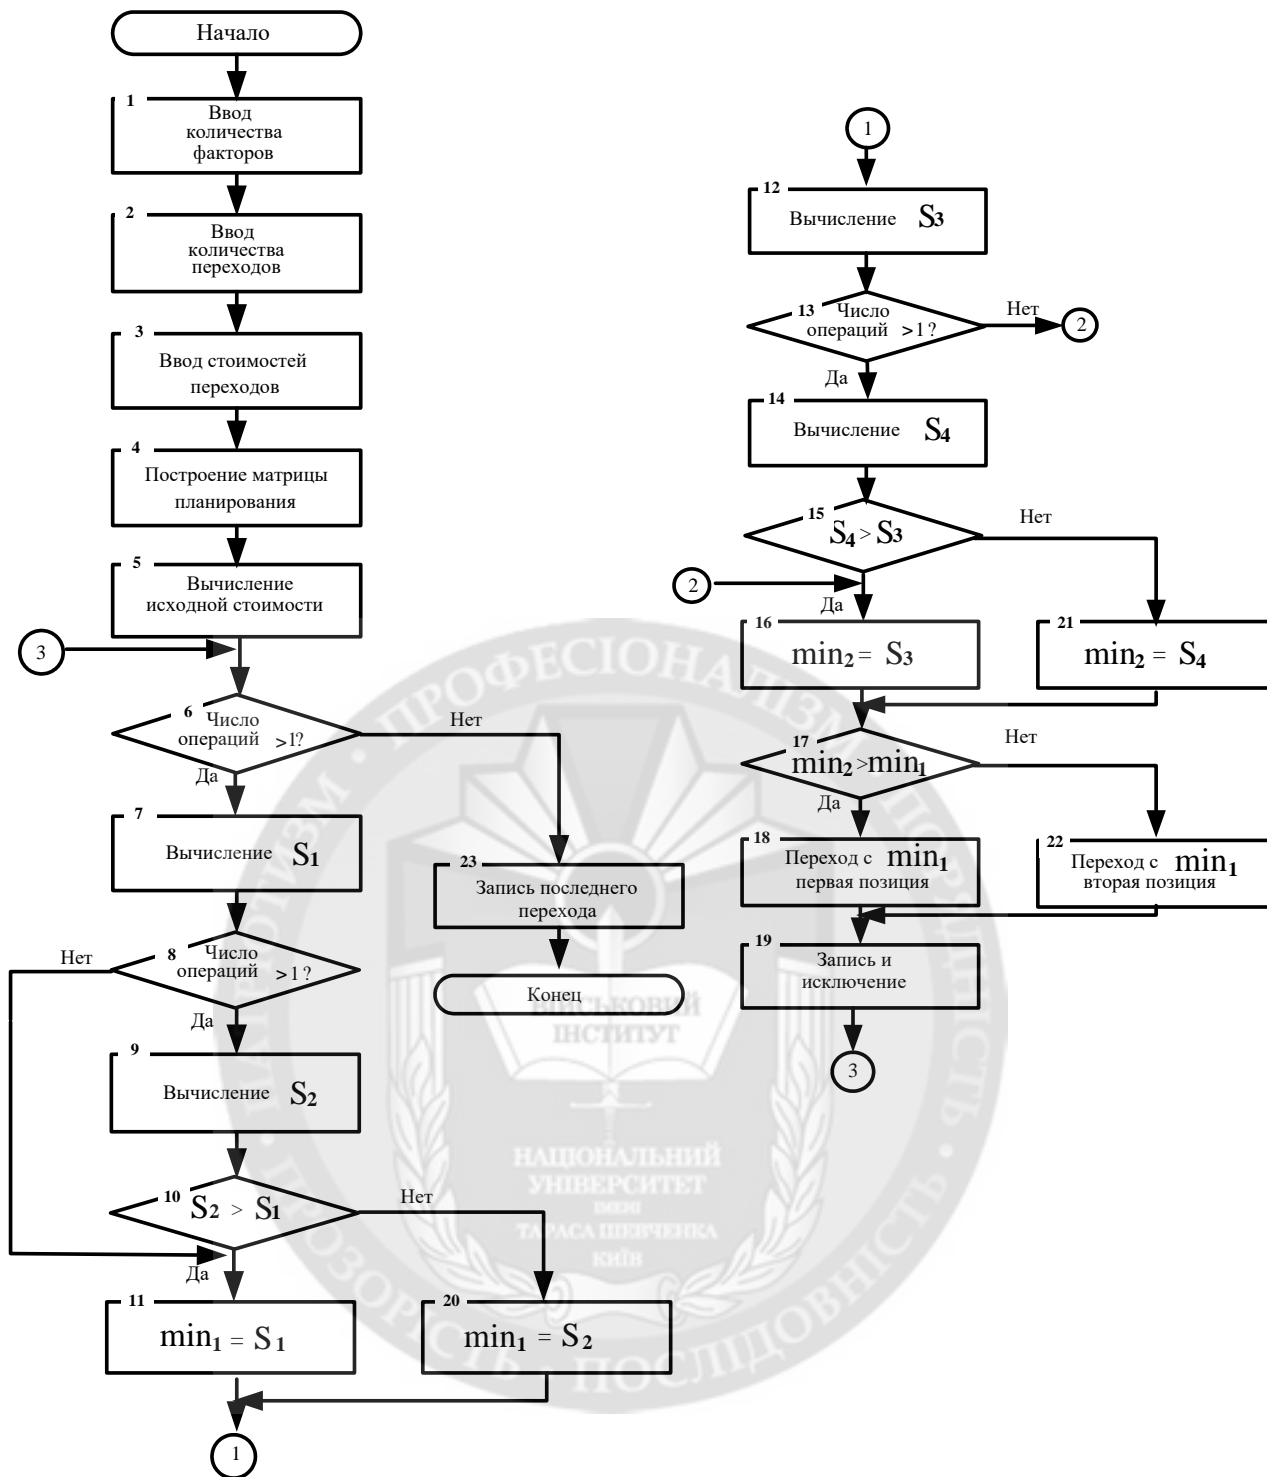 Начало
1
Ввод
количества
факторов
2
Ввод
количества
переходов
3
Ввод стоимостей
переходов
4
Построение матрицы
планирования
5
Вычисление
исходной стоимости
3
6
Число
операций >1?
Нет
Да
7
Вычисление S1
8
Число
операций >1?
Нет
Да
9
Вычисление S2
10
S2 > S1
Нет
Да
11
min1 = S1
20
min1 = S2
1
23
Запись последнего
перехода
Конец
1
12
Вычисление S3
13
Число
операций >1?
Нет
2
Да
14
Вычисление S4
15
S4 > S3
Нет
2
Да
16
min2 = S3
21
min2 = S4
17
min2 >min1
Нет
Да
18
Переход с min1
первая позиция
22
Переход с min1
вторая позиция
19
Запись и
исключение
3
ПАТРІОТИЗМ • ПРОФЕСІОНАЛІЗМ • ПОРЯДНІСТЬ • ПОСЛІДОВНІСТЬ • ПРОЗОРІСТЬ •
ВІЙСЬКОВИЙ
ІНСТИТУТ
НАЦІОНАЛЬНИЙ
УНІВЕРСИТЕТ
ІМЕНІ
ТАРАСА ШЕВЧЕНКА
КИЇВ